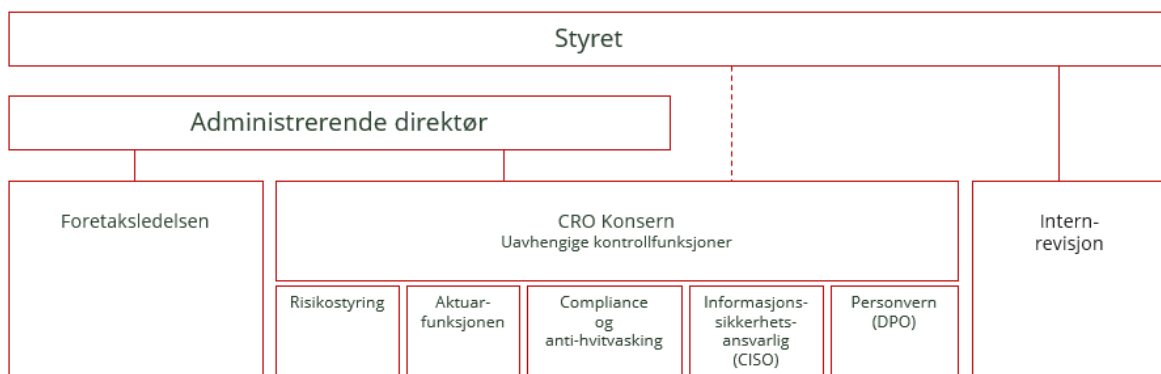 Styret
Administrerende direktør
Foretaksledelsen
CRO Konsern
Uavhengige kontrollfunksjoner
Intern-
revisjon
Risikostyring
Aktuar-
funksjonen
Compliance
og
anti-hvitvasking
Informasjons-
sikkerhets-
ansvarlig
(CISO)
Personvern
(DPO)